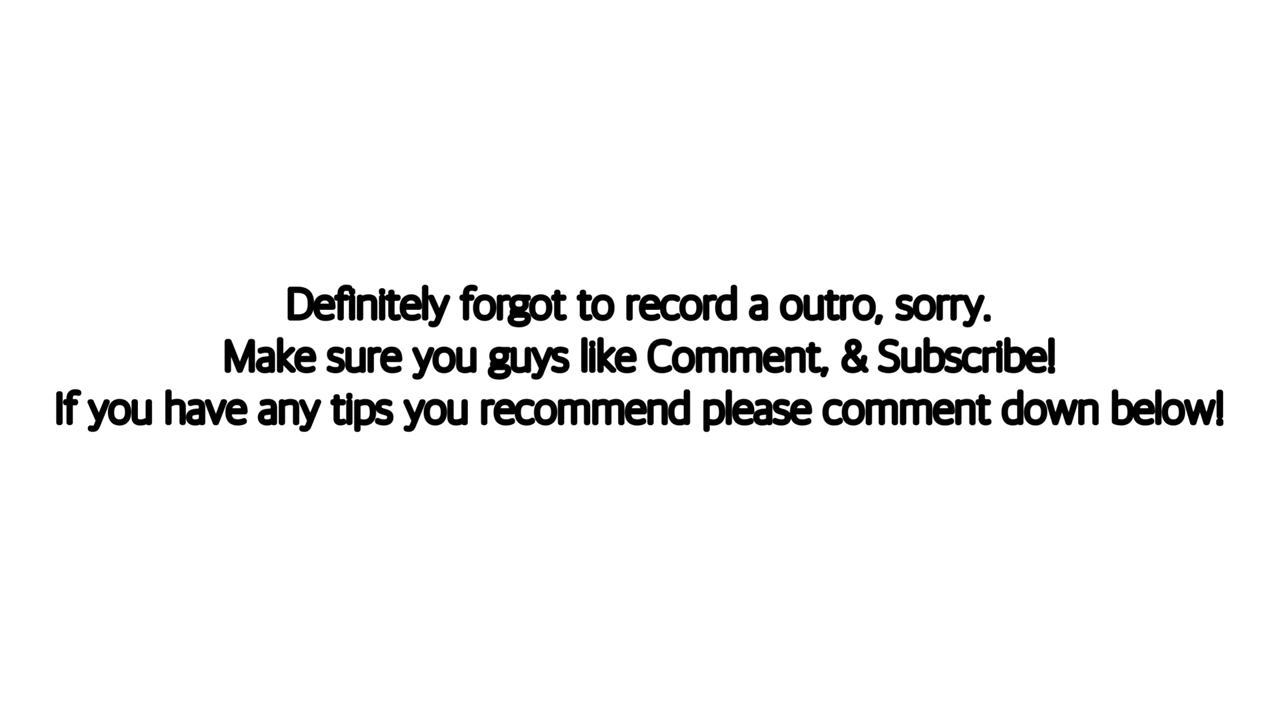 Definitely forgot to record a outro, sorry.
Make sure you guys like Comment, & Subscribe!
If you have any tips you recommend please comment down below!